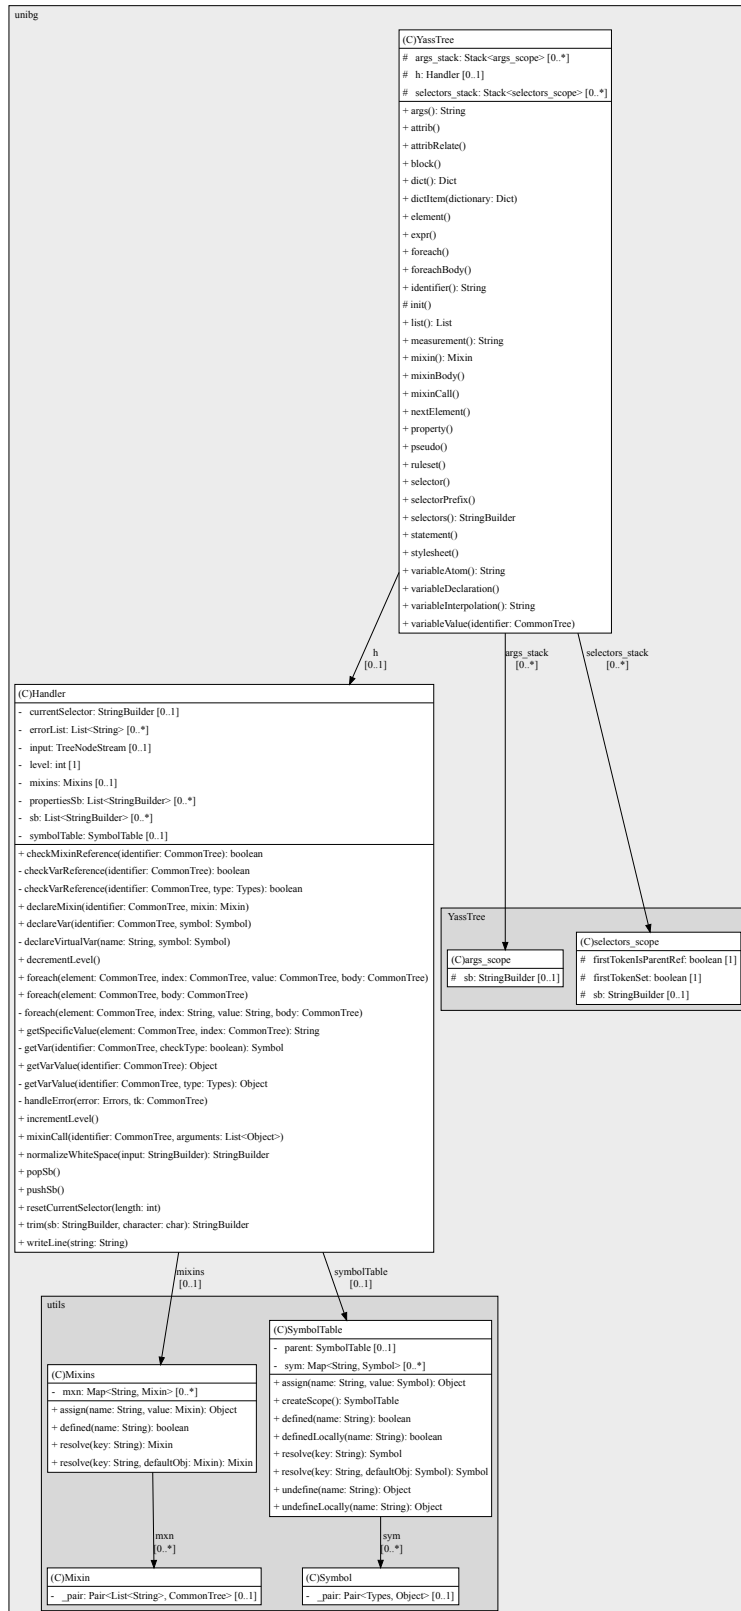 unibg
(C)YassTree
# args_stack: Stack<args_scope> [0..*]
# h: Handler [0..1]
# selectors_stack: Stack<selectors_scope> [0..*]
+ args(): String
+ attrib()
+ attribRelate()
+ block()
+ dict(): Dict
+ dictItem(dictionary: Dict)
+ element()
+ expr()
+ foreach()
+ foreachBody()
+ identifier(): String
# init()
+ list(): List
+ measurement(): String
+ mixin(): Mixin
+ mixinBody()
+ mixinCall()
+ nextElement()
+ property()
+ pseudo()
+ ruleset()
+ selector()
+ selectorPrefix()
+ selectors(): StringBuilder
+ statement()
+ stylesheet()
+ variableAtom(): String
+ variableDeclaration()
+ variableInterpolation(): String
+ variableValue(identifier: CommonTree)
h
[0..1]
args_stack
[0..*]
selectors_stack
[0..*]
(C)Handler
- currentSelector: StringBuilder [0..1]
- errorList: List<String> [0..*]
- input: TreeNodeStream [0..1]
- level: int [1]
- mixins: Mixins [0..1]
- propertiesSb: List<StringBuilder> [0..*]
- sb: List<StringBuilder> [0..*]
- symbolTable: SymbolTable [0..1]
+ checkMixinReference(identifier: CommonTree): boolean
- checkVarReference(identifier: CommonTree): boolean
- checkVarReference(identifier: CommonTree, type: Types): boolean
+ declareMixin(identifier: CommonTree, mixin: Mixin)
+ declareVar(identifier: CommonTree, symbol: Symbol)
- declareVirtualVar(name: String, symbol: Symbol)
+ decrementLevel()
+ foreach(element: CommonTree, index: CommonTree, value: CommonTree, body: CommonTree)
+ foreach(element: CommonTree, body: CommonTree)
- foreach(element: CommonTree, index: String, value: String, body: CommonTree)
+ getSpecificValue(element: CommonTree, index: CommonTree): String
- getVar(identifier: CommonTree, checkType: boolean): Symbol
+ getVarValue(identifier: CommonTree): Object
- getVarValue(identifier: CommonTree, type: Types): Object
- handleError(error: Errors, tk: CommonTree)
+ incrementLevel()
+ mixinCall(identifier: CommonTree, arguments: List<Object>)
+ normalizeWhiteSpace(input: StringBuilder): StringBuilder
+ popSb()
+ pushSb()
+ resetCurrentSelector(length: int)
+ trim(sb: StringBuilder, character: char): StringBuilder
+ writeLine(string: String)
YassTree
(C)args_scope
# sb: StringBuilder [0..1]
(C)selectors_scope
# firstTokenIsParentRef: boolean [1]
# firstTokenSet: boolean [1]
# sb: StringBuilder [0..1]
mixins
[0..1]
symbolTable
[0..1]
utils
(C)Mixins
- mxn: Map<String, Mixin> [0..*]
+ assign(name: String, value: Mixin): Object
+ defined(name: String): boolean
+ resolve(key: String): Mixin
+ resolve(key: String, defaultObj: Mixin): Mixin
(C)SymbolTable
- parent: SymbolTable [0..1]
- sym: Map<String, Symbol> [0..*]
+ assign(name: String, value: Symbol): Object
+ createScope(): SymbolTable
+ defined(name: String): boolean
+ definedLocally(name: String): boolean
+ resolve(key: String): Symbol
+ resolve(key: String, defaultObj: Symbol): Symbol
+ undefine(name: String): Object
+ undefineLocally(name: String): Object
mxn
[0..*]
sym
[0..*]
(C)Mixin
- _pair: Pair<List<String>, CommonTree> [0..1]
(C)Symbol
- _pair: Pair<Types, Object> [0..1]